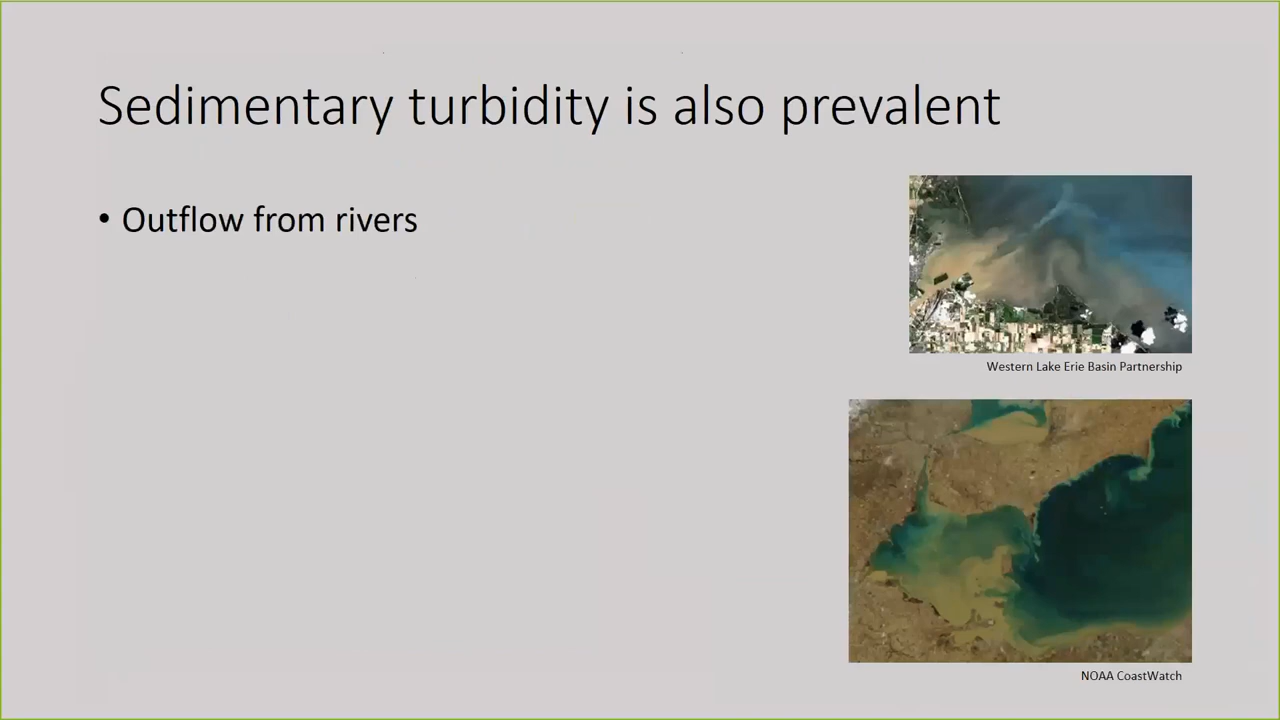 Sedimentary turbidity is also prevalent
• Outflow from rivers
Western Lake Erie Basin Partnership
NOAA CoastWatch